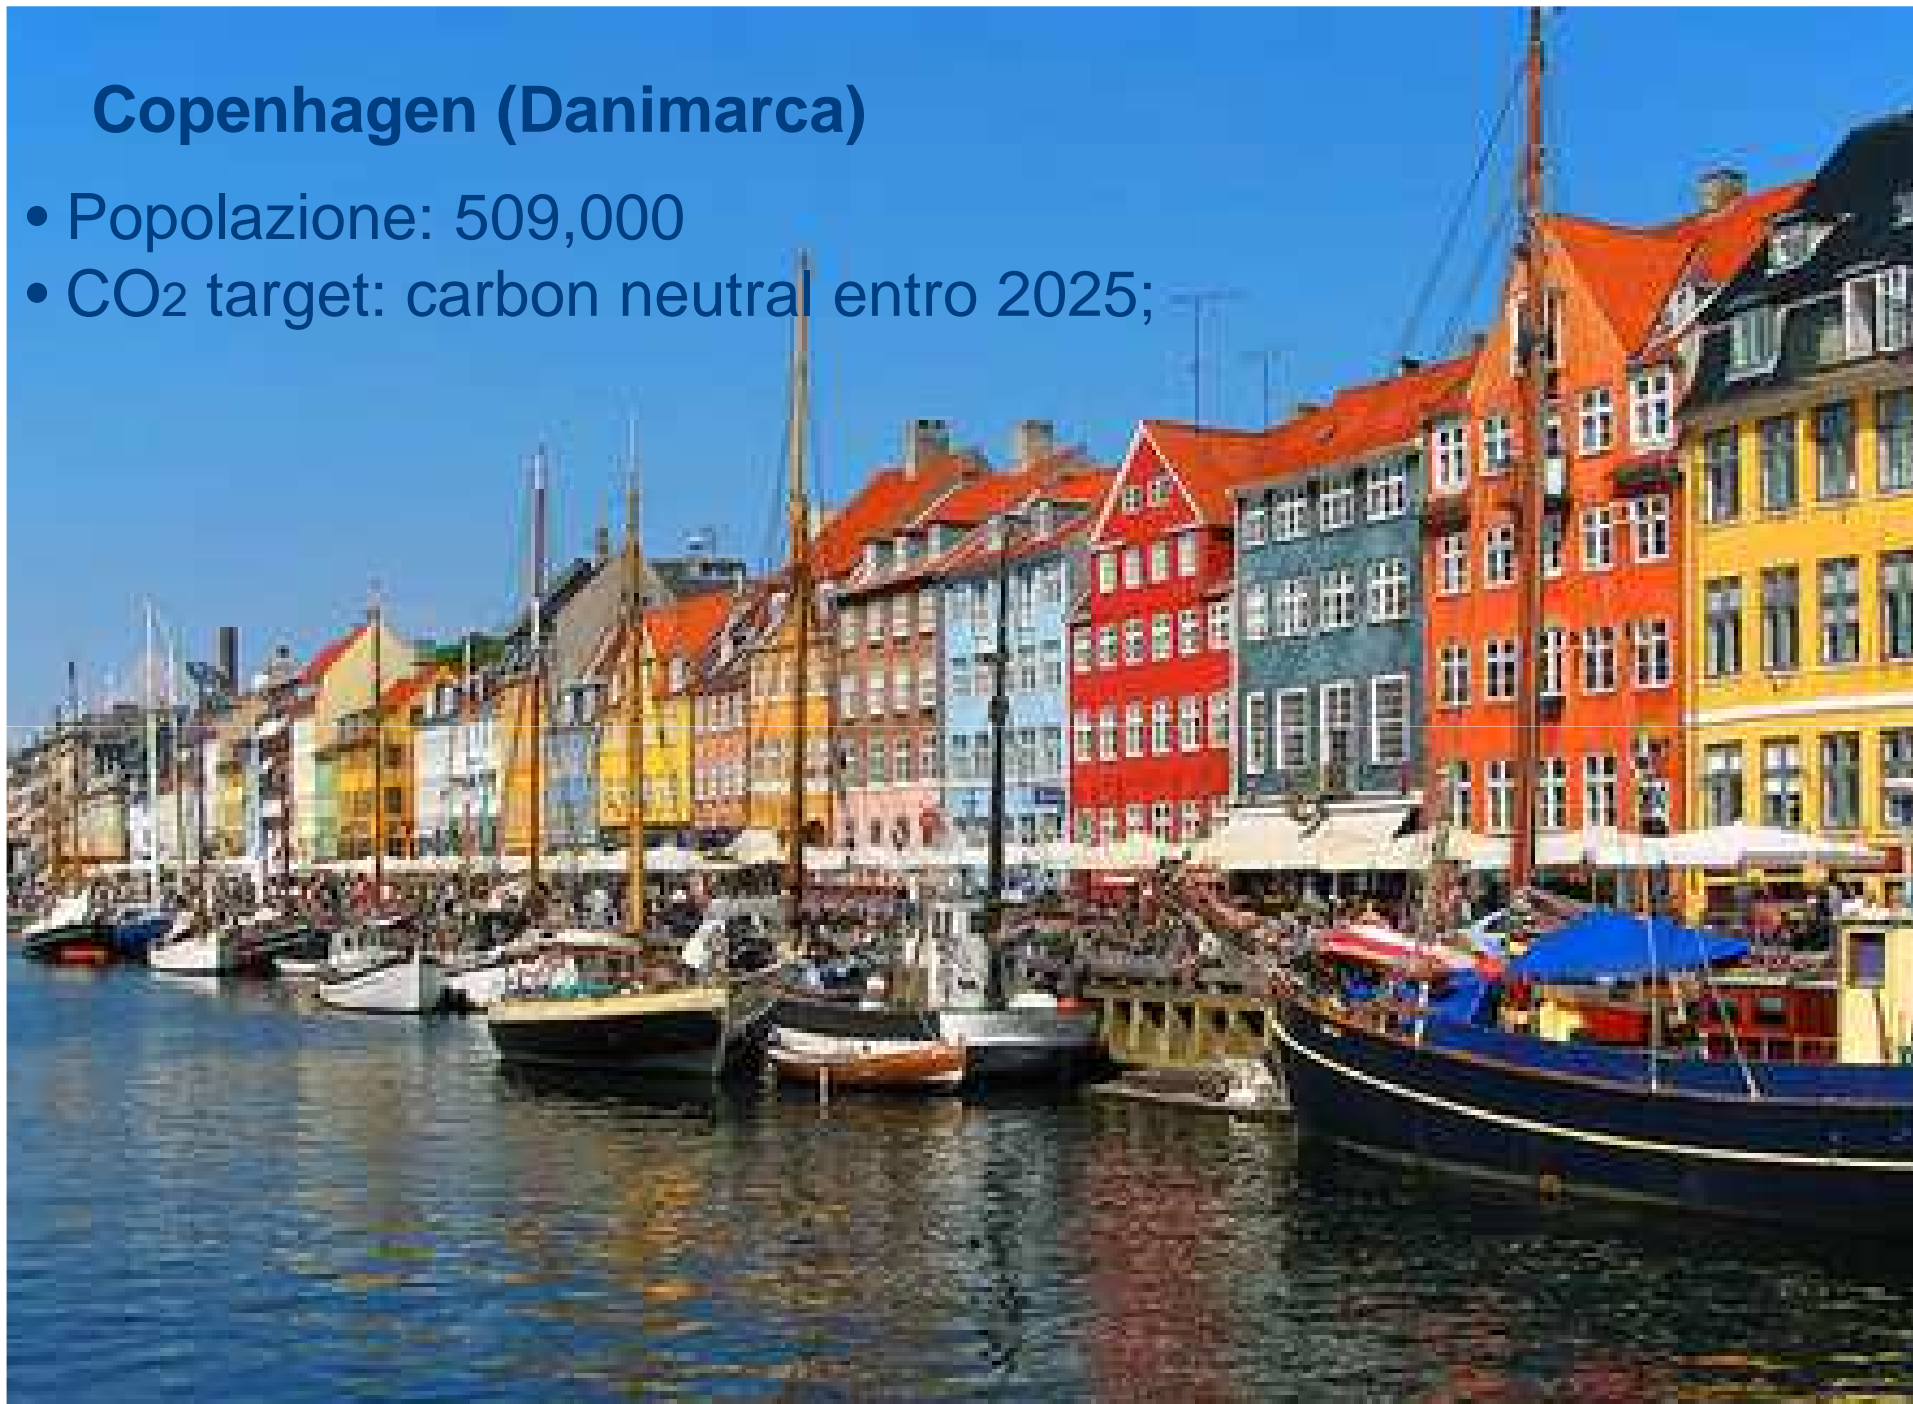 Copenhagen (Danimarca)
• Popolazione: 509,000
• CO2 target: carbon neutral entro 2025;